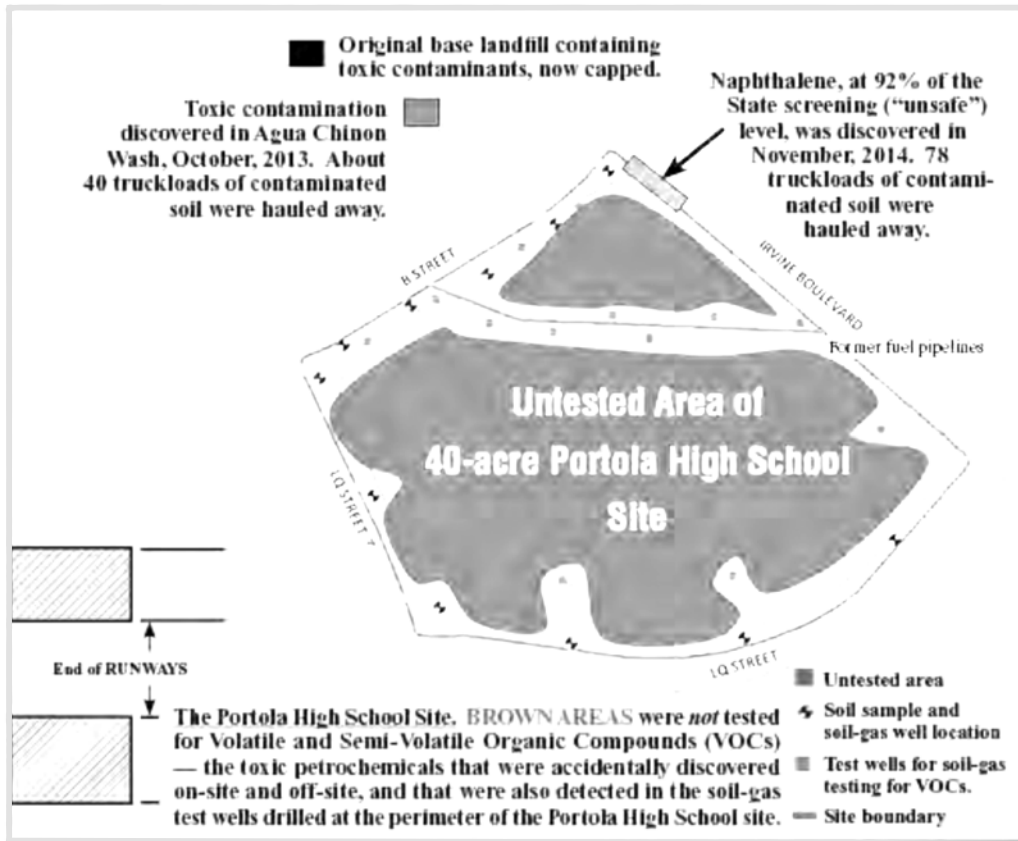 Original base landfill containing
toxic contaminants, now capped.
Toxic contamination
discovered in Agua Chinon
Wash, October, 2013. About
40 truckloads of contaminated
soil were hauled away.
Naphthalene, at 92% of the
State screening (“unsafe”)
level, was discovered in
November, 2014. 78
truckloads of contami-
nated soil were
hauled away.
B STREET
IRVINE BOULEVARD
Former fuel pipelines
Untested Area of
40-acre Portola High School
Site
LQ STREET
LQ STREET
End of RUNWAYS
Untested area
Soil sample and
soil-gas well location
Test wells for soil-gas
testing for VOCs.
Site boundary
The Portola High School Site. BROWN AREAS were not tested
for Volatile and Semi-Volatile Organic Compounds (VOCs)
— the toxic petrochemicals that were accidentally discovered
on-site and off-site, and that were also detected in the soil-gas
test wells drilled at the perimeter of the Portola High School site.